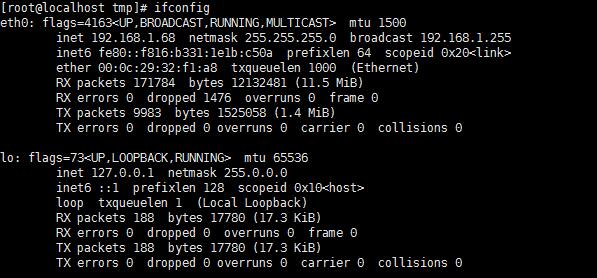 [root@localhost tmp]# ifconfig
eth0: flags=4163<UP,BROADCAST,RUNNING,MULTICAST>  mtu 1500
        inet 192.168.1.68  netmask 255.255.255.0  broadcast 192.168.1.255
        inet6 fe80::f816:b331:1e1b:c50a  prefixlen 64  scopeid 0x20<link>
        ether 00:0c:29:32:f1:a8  txqueuelen 1000  (Ethernet)
        RX packets 171784  bytes 12132481 (11.5 MiB)
        RX errors 0  dropped 1476  overruns 0  frame 0
        TX packets 9983  bytes 1525058 (1.4 MiB)
        TX errors 0  dropped 0 overruns 0  carrier 0  collisions 0

lo: flags=73<UP,LOOPBACK,RUNNING>  mtu 65536
        inet 127.0.0.1  netmask 255.0.0.0
        inet6 ::1  prefixlen 128  scopeid 0x10<host>
        loop  txqueuelen 1  (Local Loopback)
        RX packets 188  bytes 17780 (17.3 KiB)
        RX errors 0  dropped 0  overruns 0  frame 0
        TX packets 188  bytes 17780 (17.3 KiB)
        TX errors 0  dropped 0 overruns 0  carrier 0  collisions 0